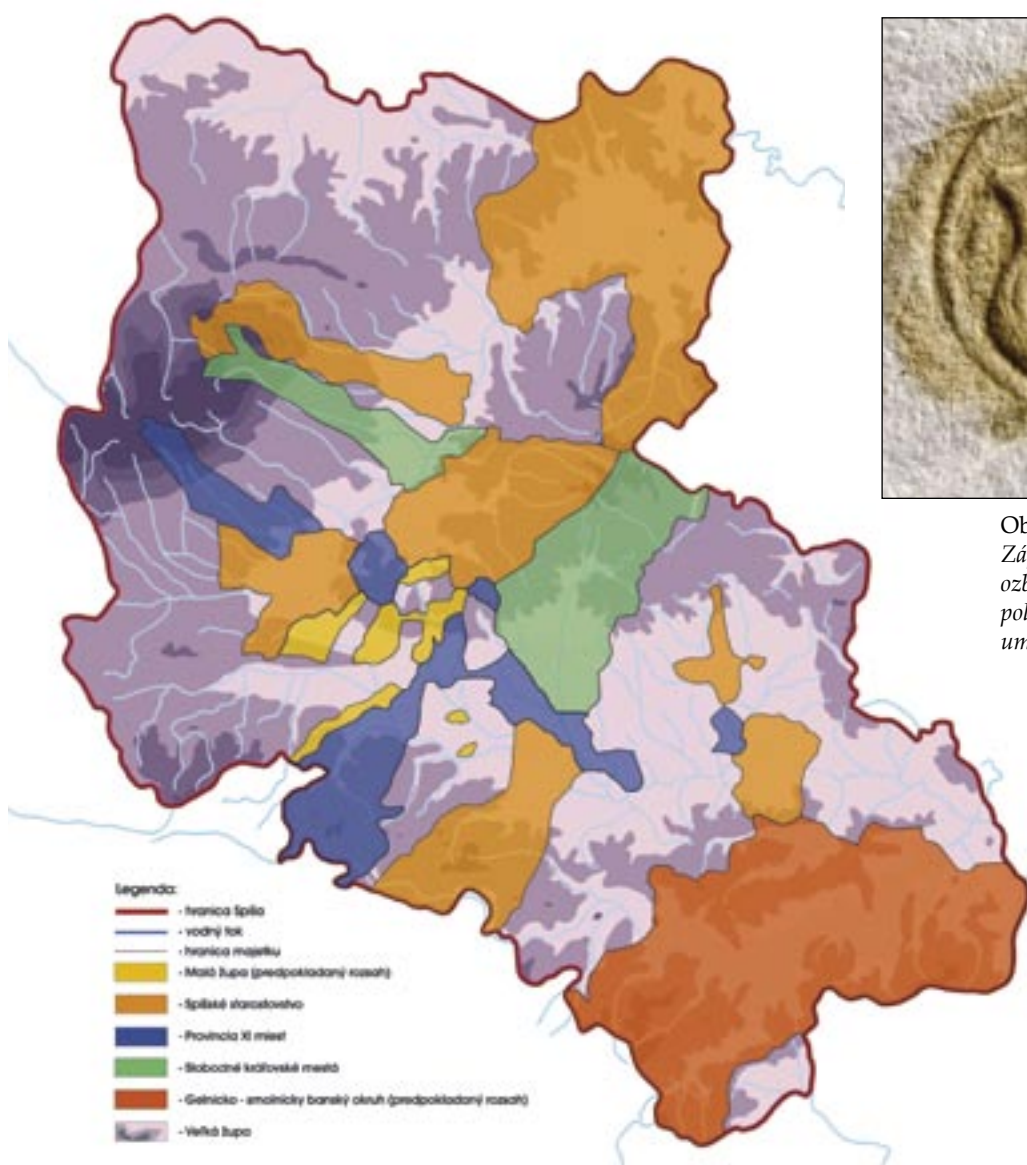 Ob
Zá
ozb
pol
um
Legenda:
- hranica Spiša
- vodný tok
- hranica majetku
- Malá župa (predpokladaný rozsah)
- Spišské starostovstvo
- Provincia XI miest
- Slobodné kráľovské mestá
- Gelnicko - smolnícky banský okruh (predpokladaný rozsah)
- Veľká župa